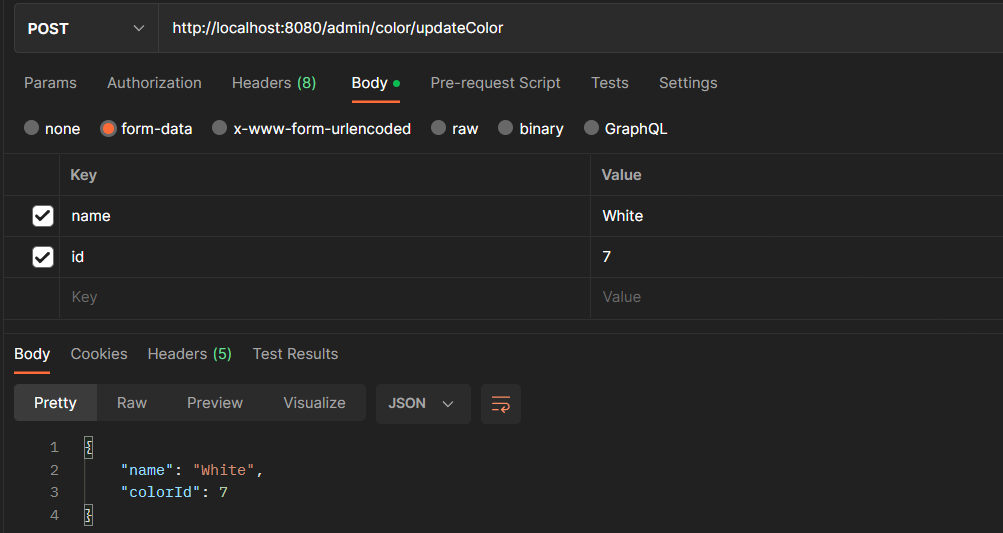 POST http://localhost:8080/admin/color/updateColor
Params Authorization Headers (8) Body Pre-request Script Tests Settings
none form-data x-www-form-urlencoded raw binary GraphQL
Key Value
name White
id 7
Key Value
Body Cookies Headers (5) Test Results
Pretty Raw Preview Visualize JSON
1 {
2 "name": "White",
3 "colorId": 7
4 }